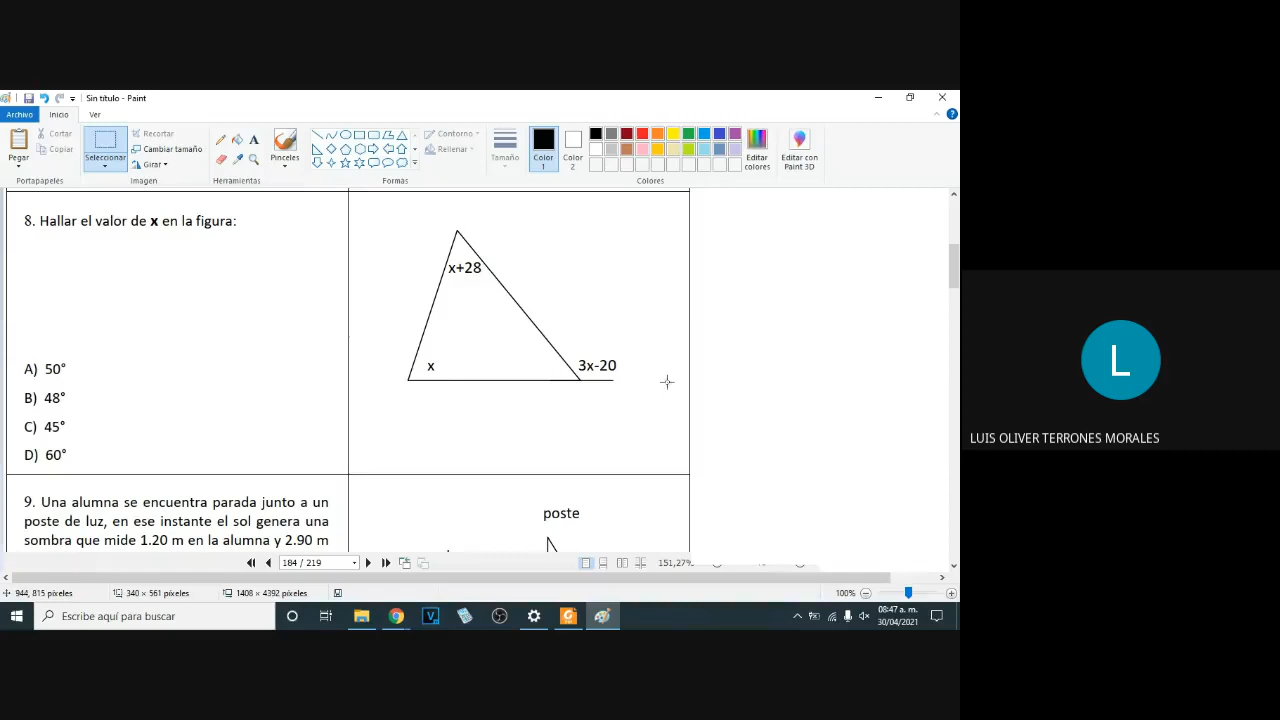 Sin título - Paint
Archivo
Inicio
Ver
Pegar
Cortar
Copiar
Portapapeles
Seleccionar
Recortar
Cambiar tamaño
Girar
Imagen
A
Herramientas
Pinceles
Contorno
Rellenar
Formas
Tamaño
Color 1
Color 2
Editar colores
Editar con Paint 3D
Colores
8. Hallar el valor de x en la figura:
A) 50°
B) 48°
C) 45°
D) 60°
x+28
x
3x-20
9. Una alumna se encuentra parada junto a un
poste de luz, en ese instante el sol genera una
sombra que mide 1.20 m en la alumna y 2.90 m
poste
184 / 219
151,27%
944, 815 píxeles
340 × 561 píxeles
1408 × 4392 píxeles
100%
Escribe aquí para buscar
V
08:47 a. m.
30/04/2021
L
LUIS OLIVER TERRONES MORALES